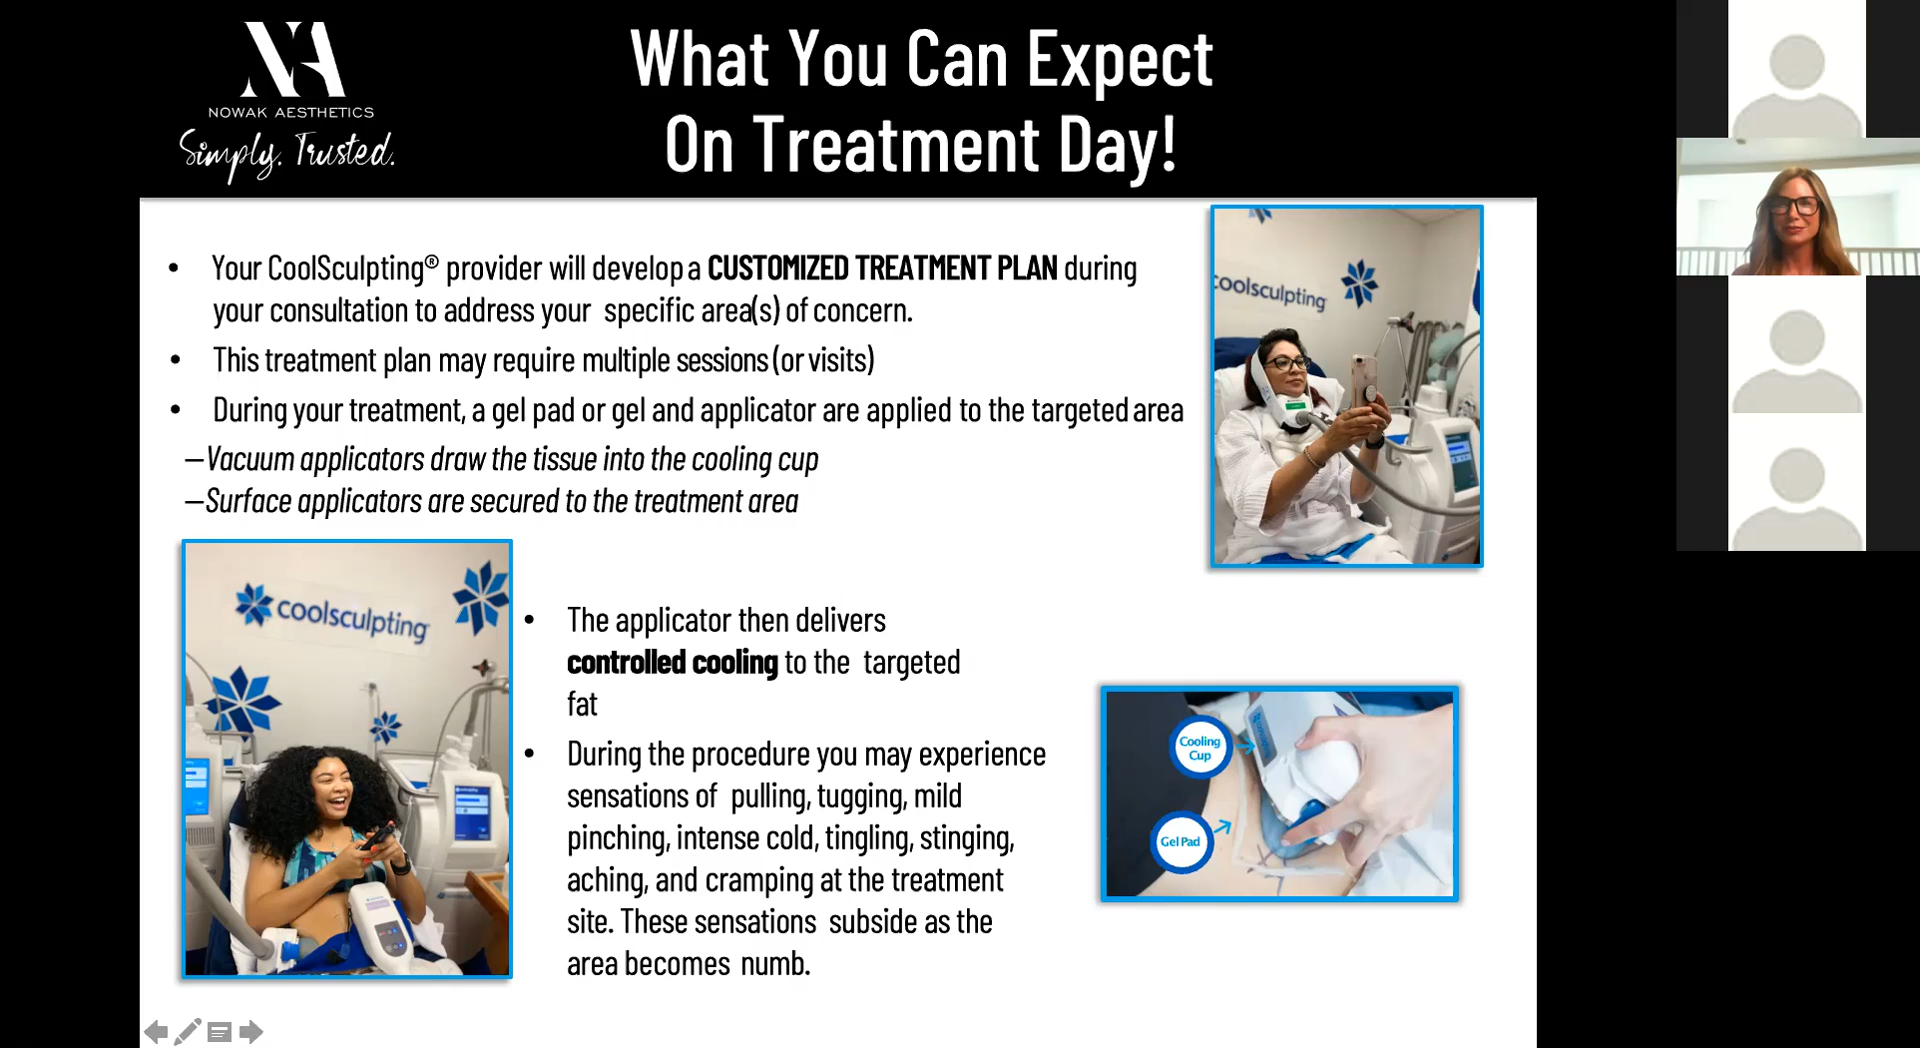 NA
NOWAK AESTHETICS
Simply. Trusted.
What You Can Expect
On Treatment Day!
• Your CoolSculpting® provider will develop a CUSTOMIZED TREATMENT PLAN during
your consultation to address your specific area(s) of concern.
• This treatment plan may require multiple sessions (or visits)
• During your treatment, a gel pad or gel and applicator are applied to the targeted area
—Vacuum applicators draw the tissue into the cooling cup
—Surface applicators are secured to the treatment area
coolsculpting
coolsculpting
• The applicator then delivers
controlled cooling to the targeted
fat
• During the procedure you may experience
sensations of pulling, tugging, mild
pinching, intense cold, tingling, stinging,
aching, and cramping at the treatment
site. These sensations subside as the
area becomes numb.
Cooling
Cup
Gel Pad